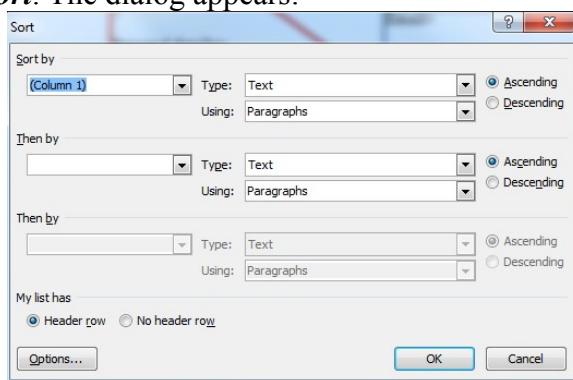 ort. The dialog appears:
Sort
Sort by
(Column 1) Type: Text Ascending
Using: Paragraphs Descending
Then by
Type: Text Ascending
Using: Paragraphs Descending
Then by
Type: Text Ascending
Using: Paragraphs Descending
My list has
Header row No header row
Options... OK Cancel